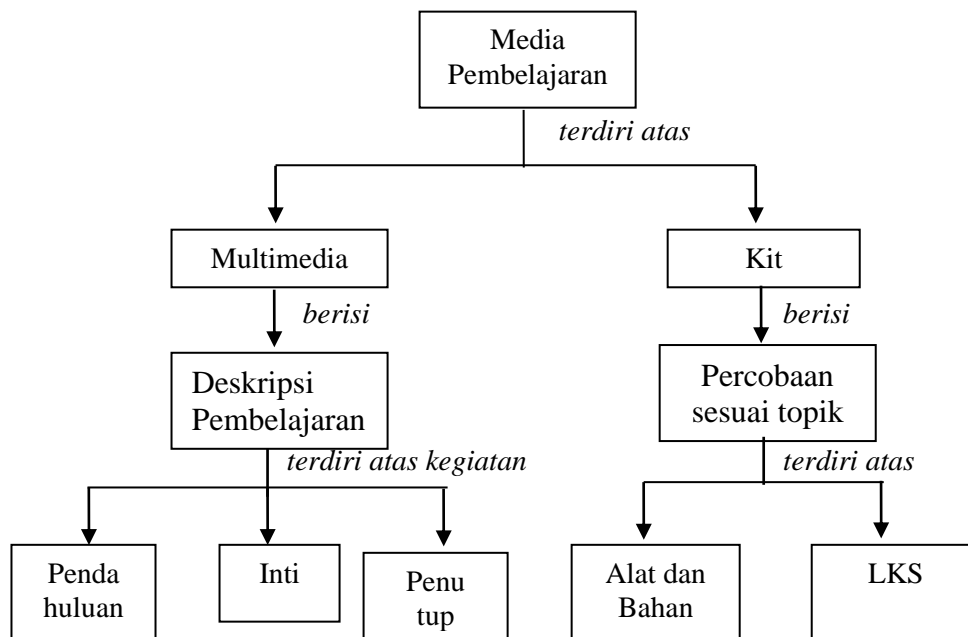 Media
Pembelajaran
terdiri atas
Multimedia
Kit
berisi
berisi
Deskripsi
Pembelajaran
Percobaan
sesuai topik
terdiri atas kegiatan
terdiri atas
Penda
huluan
Inti
Penu
tup
Alat dan
Bahan
LKS